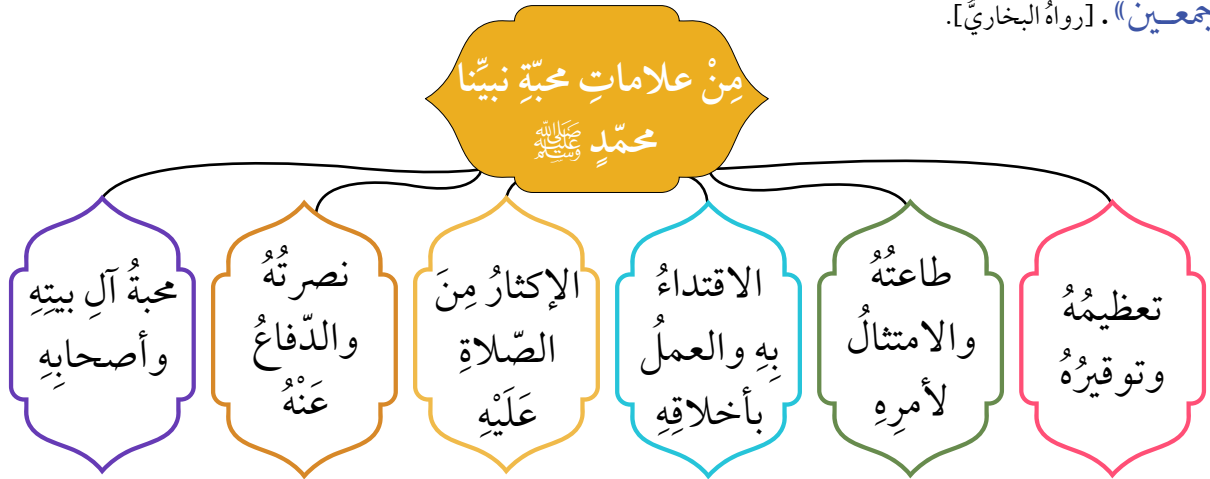 جمعـــين)). [رواهُ البخاريُّ].
مِنْ علاماتِ محبّةِ نبيِّنا
محمّدٍ ﷺ
تعظيمُهُ
وتوقيرُهُ
طاعتُهُ
والامتثالُ
لأمرِهِ
الاقتداءُ
بِهِ والعملُ
بأخلاقِهِ
الإكثارُ مِنَ
الصّلاةِ
عَلَيْهِ
نصرتُهُ
والدّفاعُ
عَنْهُ
محبةُ آلِ بيتِهِ
وأصحابِهِ